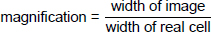 magnification = width of image / width of real cell